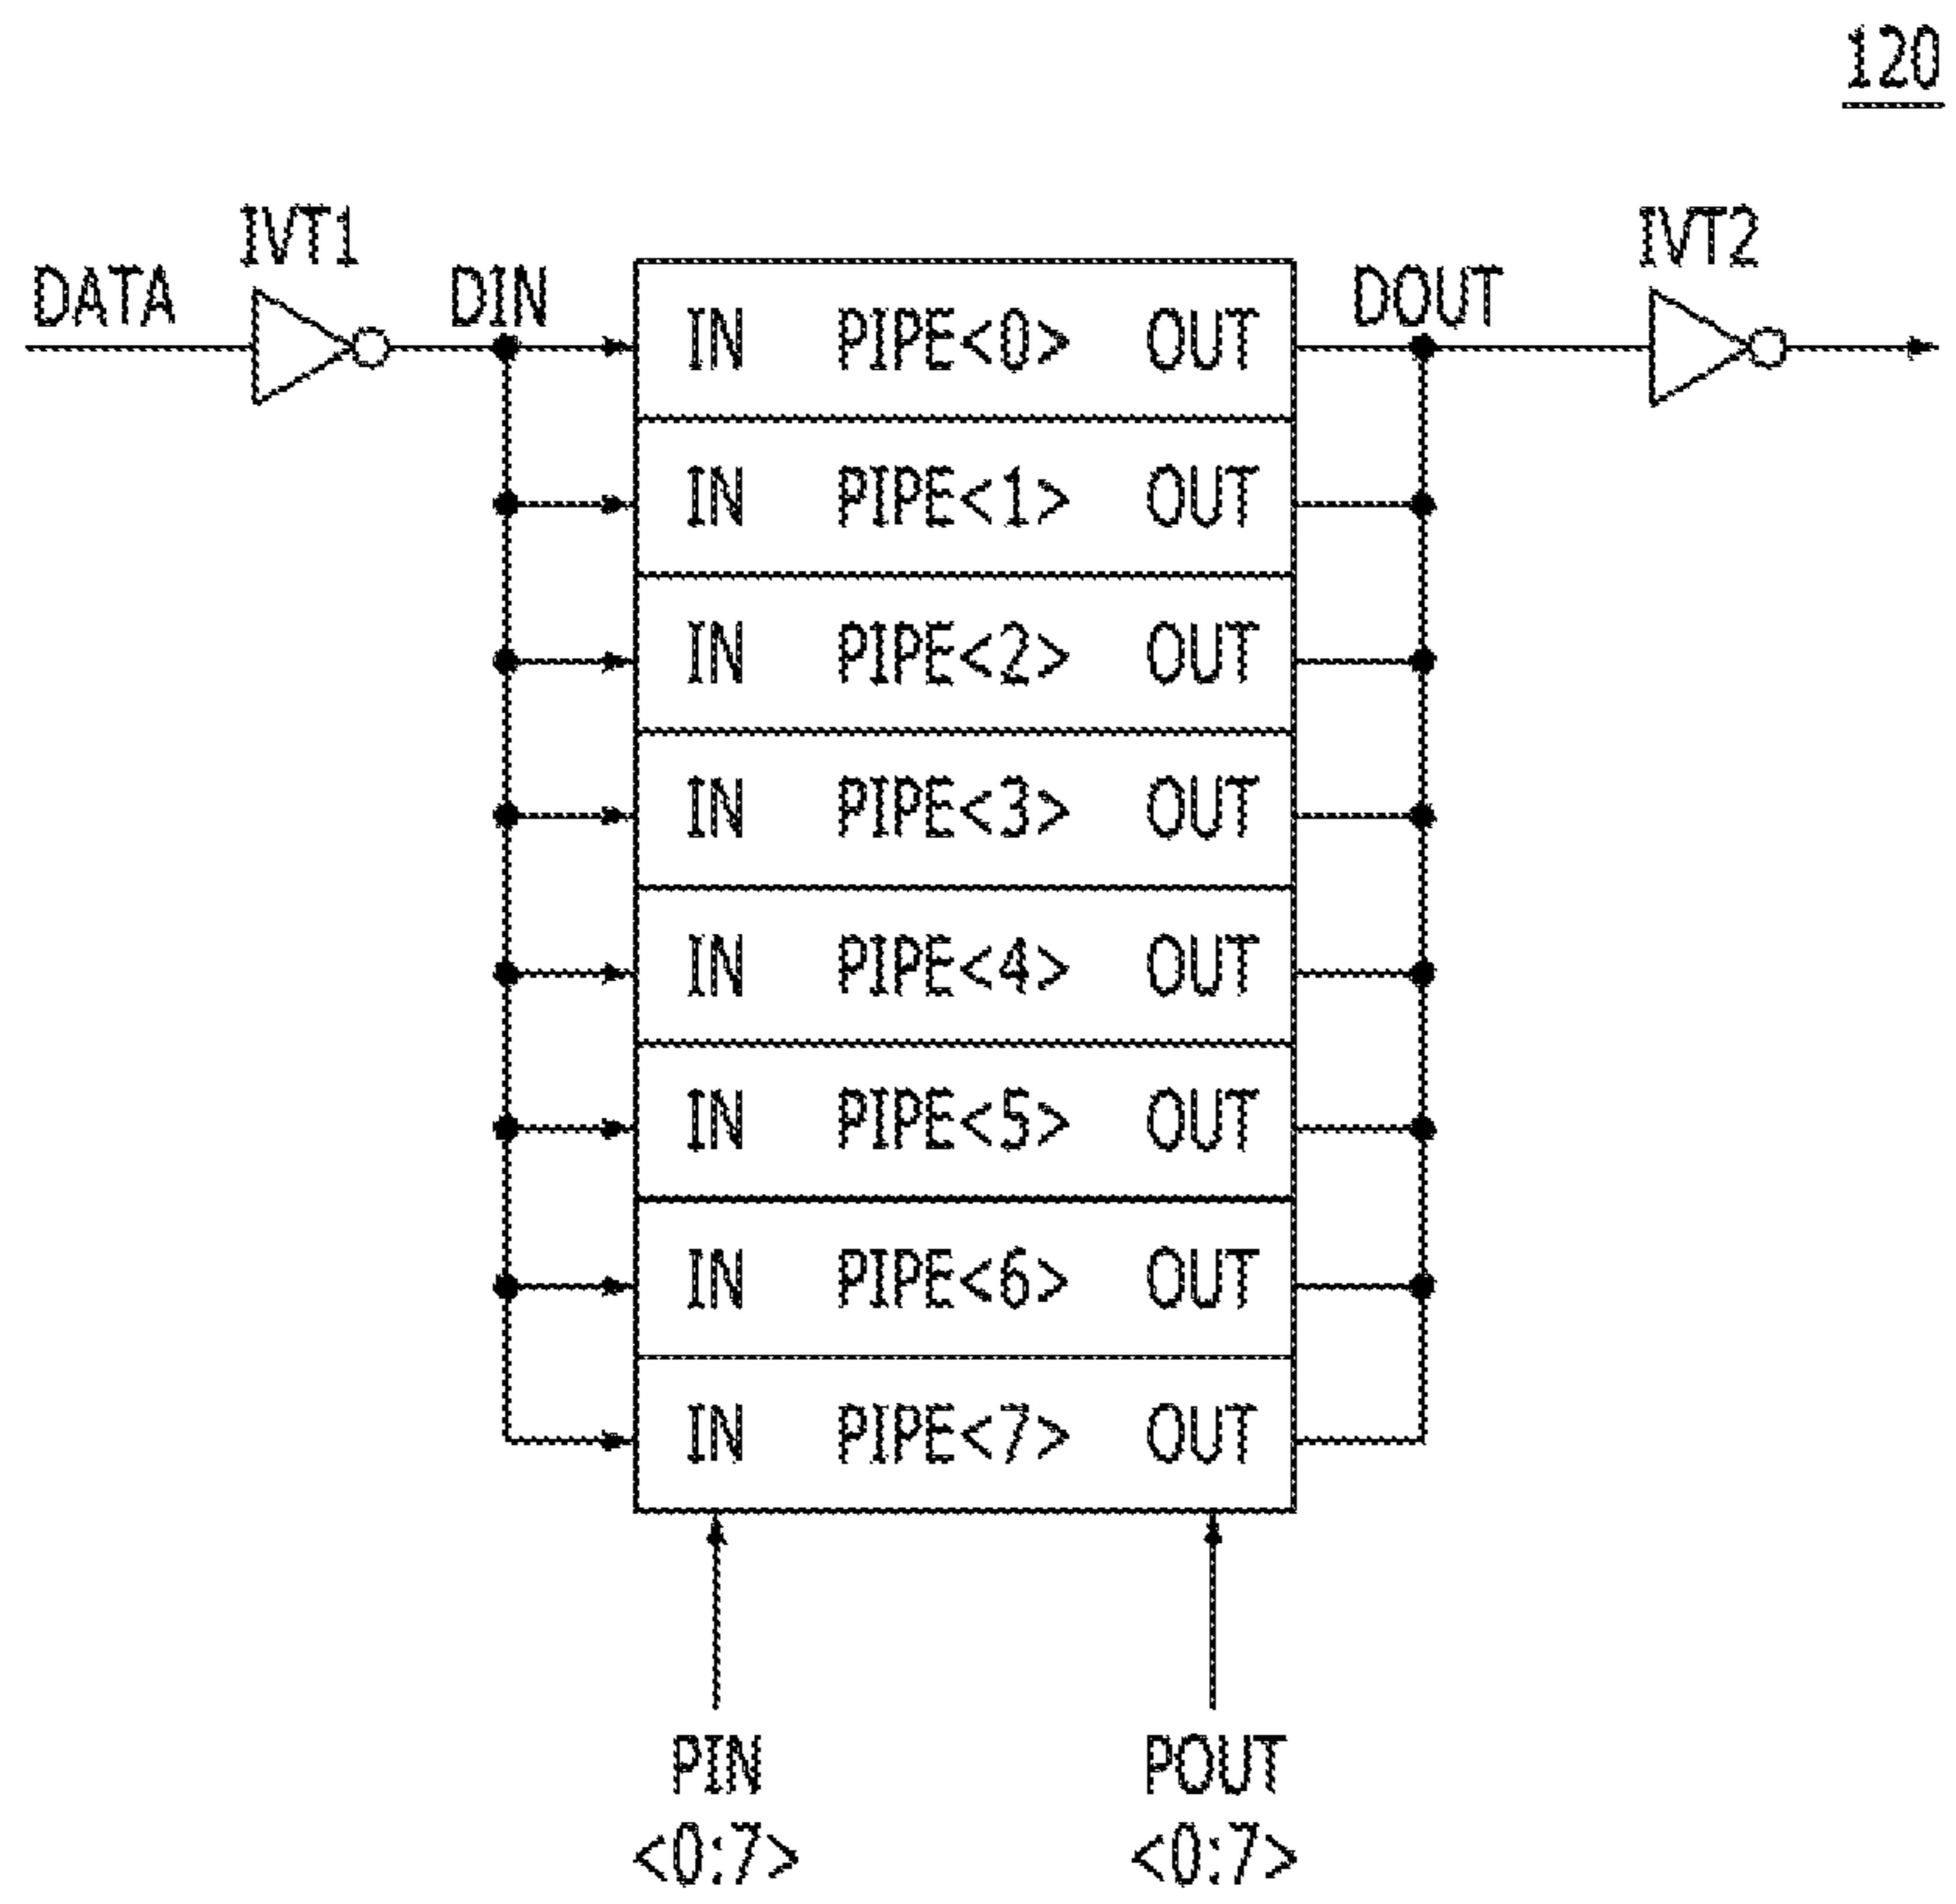 120
IVT1
IVT2
DATA
DIN
DOUT
IN PIPE<0> OUT
IN PIPE<1> OUT
IN PIPE<2> OUT
IN PIPE<3> OUT
IN PIPE<4> OUT
IN PIPE<5> OUT
IN PIPE<6> OUT
IN PIPE<7> OUT
PIN
<0:7>
POUT
<0:7>